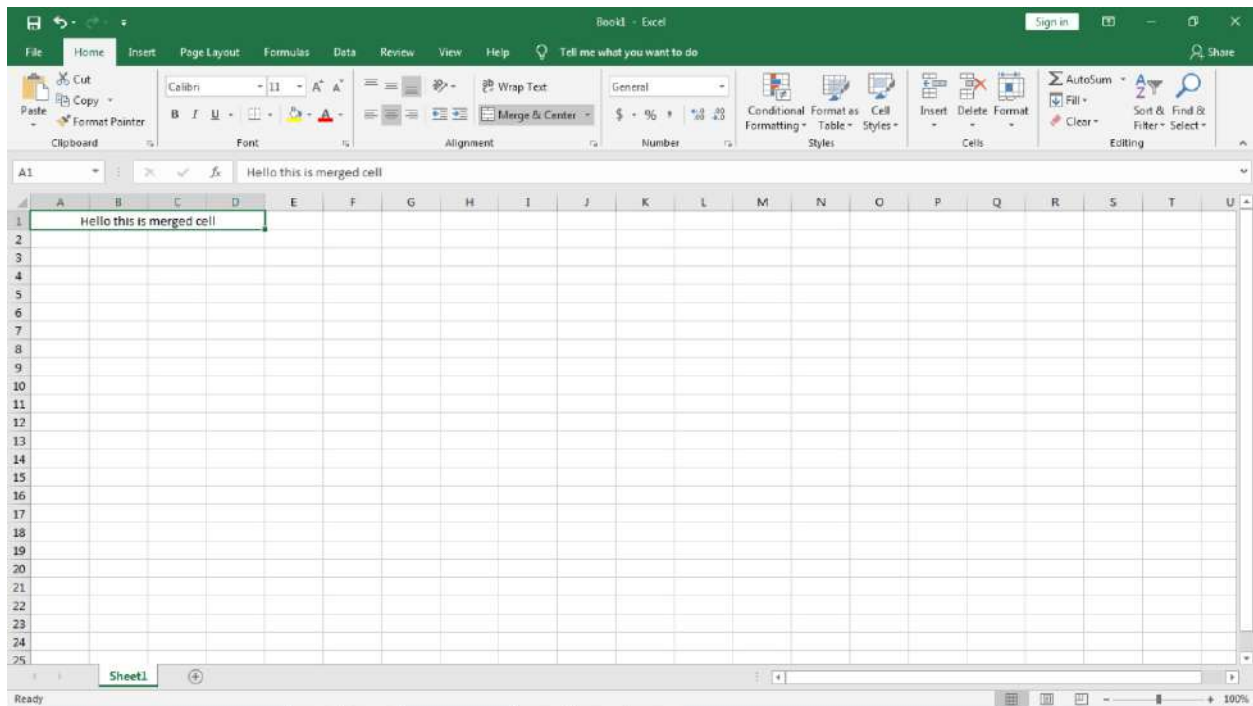 Book1 - Excel
Sign in
File Home Insert Page Layout Formulas Data Review View Help Tell me what you want to do Share
Paste
Cut
Copy
Format Painter
Clipboard
Calibri 11
B I U
Font
Wrap Text
Merge & Center
Alignment
General
$ % ,
Number
Conditional Formatting
Format as Table
Cell Styles
Styles
Insert Delete Format
Cells
AutoSum
Fill
Clear
Sort & Filter
Find & Select
Editing
A1 fx Hello this is merged cell
A B C D E F G H I J K L M N O P Q R S T U
1 Hello this is merged cell
2
3
4
5
6
7
8
9
10
11
12
13
14
15
16
17
18
19
20
21
22
23
24
25
Sheet1
Ready 100%